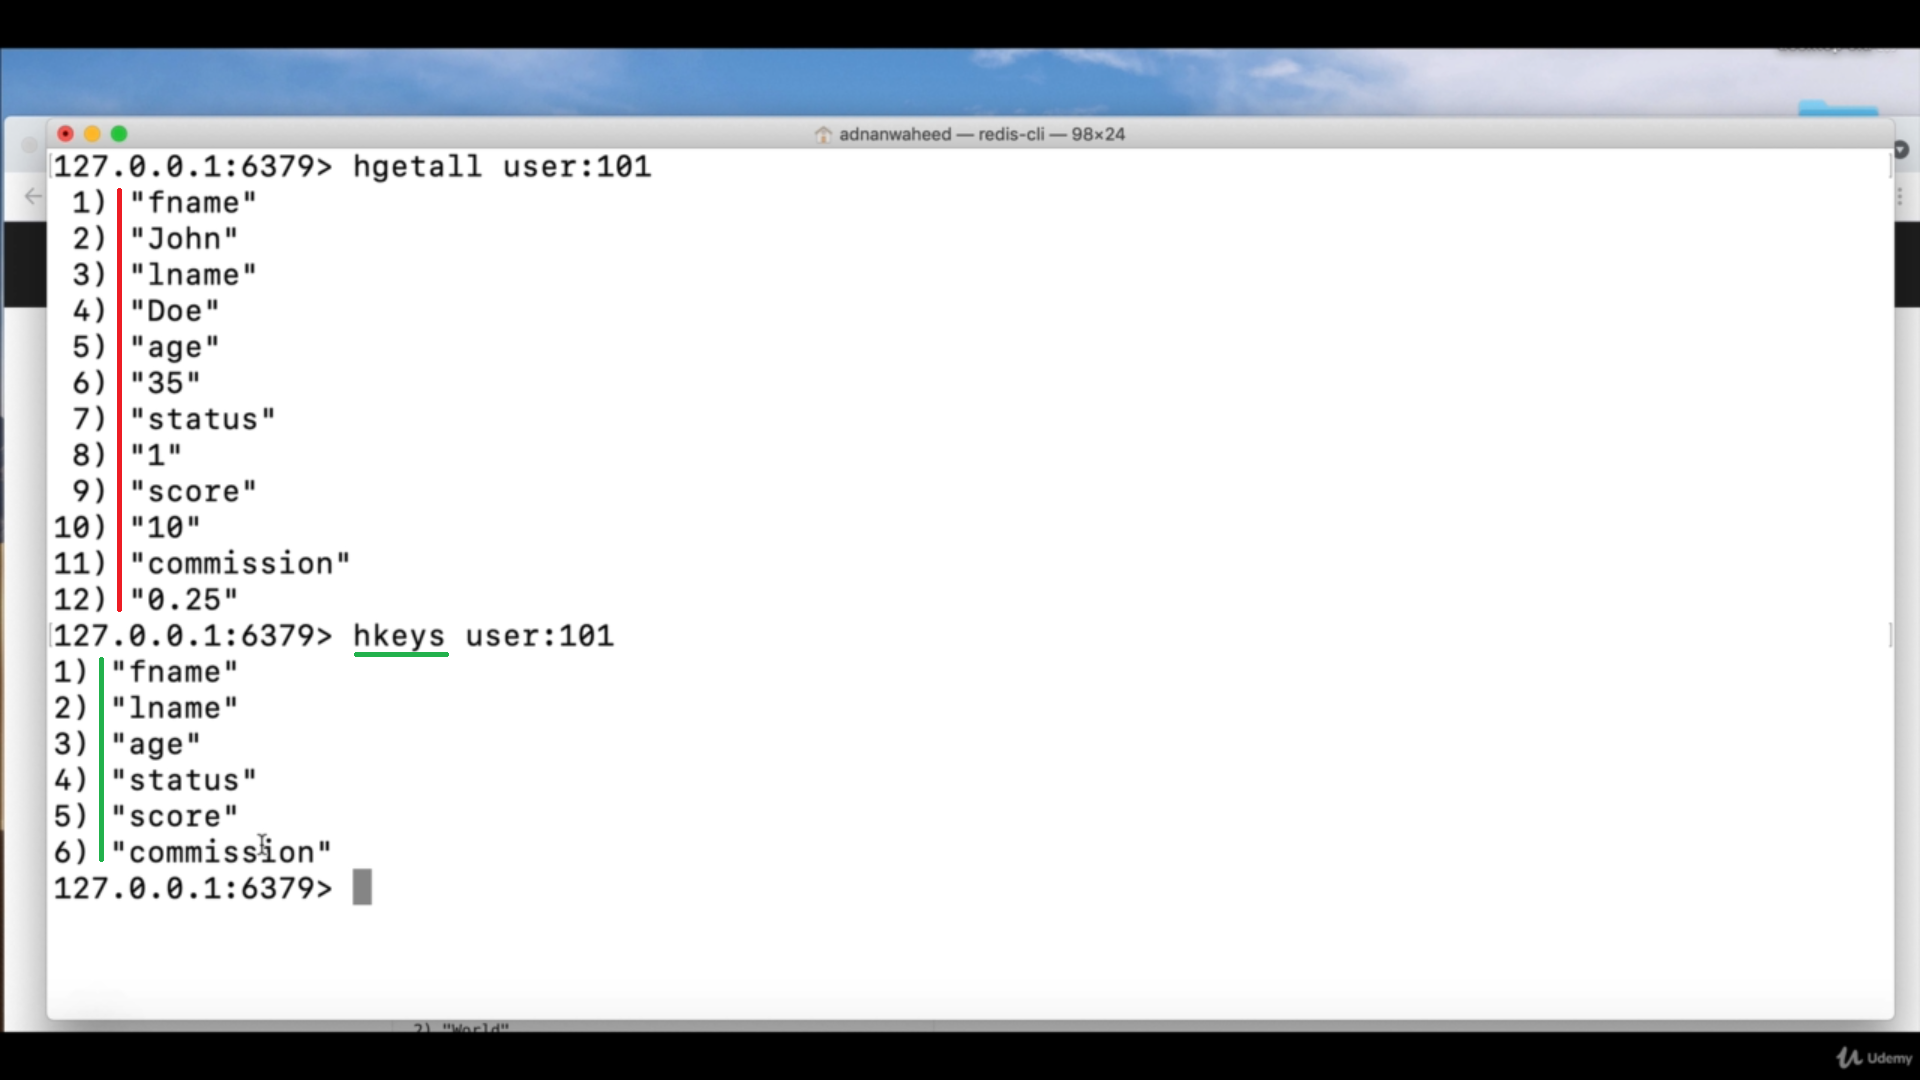 adnanwaheed — redis-cli — 98×24
127.0.0.1:6379> hgetall user:101
1) "fname"
2) "John"
3) "lname"
4) "Doe"
5) "age"
6) "35"
7) "status"
8) "1"
9) "score"
10) "10"
11) "commission"
12) "0.25"
127.0.0.1:6379> hkeys user:101
1) "fname"
2) "lname"
3) "age"
4) "status"
5) "score"
6) "commission"
127.0.0.1:6379>
2) "World"
Udemy